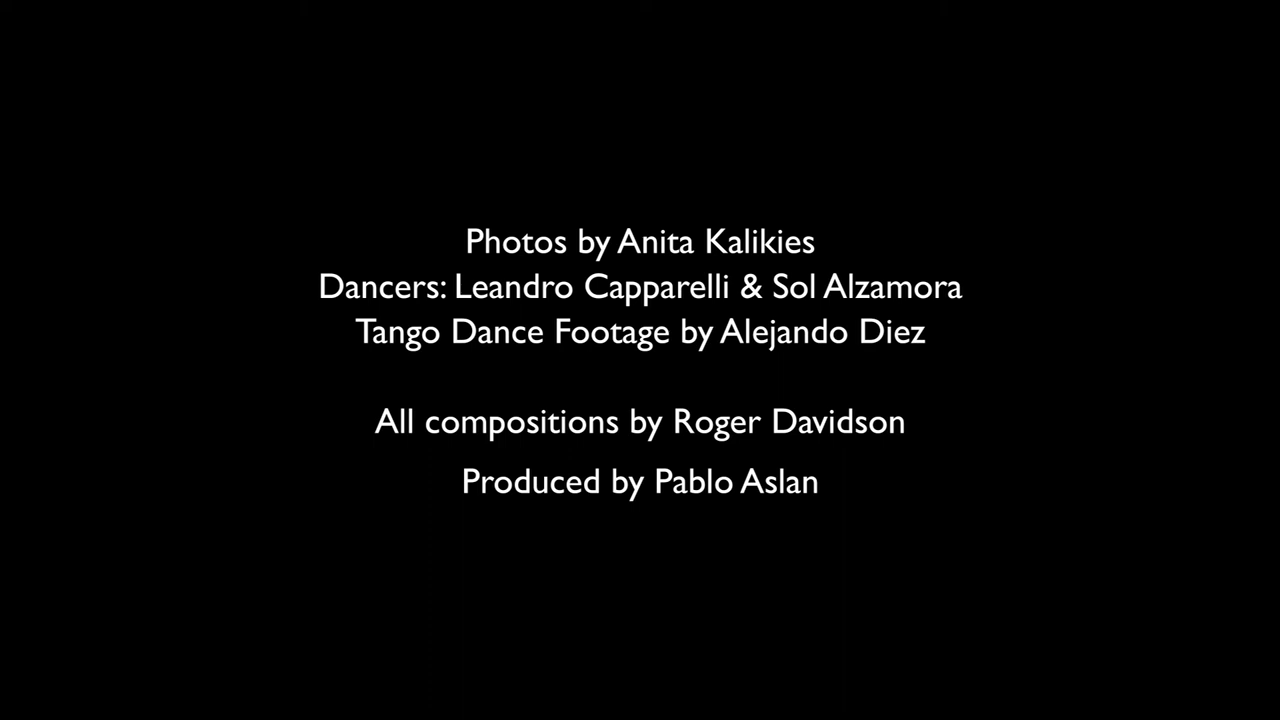 Photos by Anita Kalikies
Dancers: Leandro Capparelli & Sol Alzamora
Tango Dance Footage by Alejando Diez
All compositions by Roger Davidson
Produced by Pablo Aslan